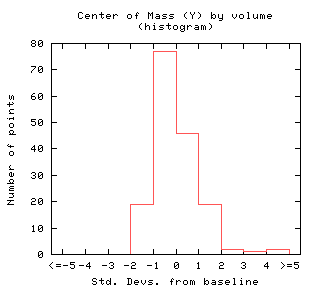 Center of Mass (Y) by volume
(histogram)
80
70
60
50
40
30
20
10
0
Number of points
<=-5 -4 -3 -2 -1 0 1 2 3 4 >=5
Std. Devs. from baseline